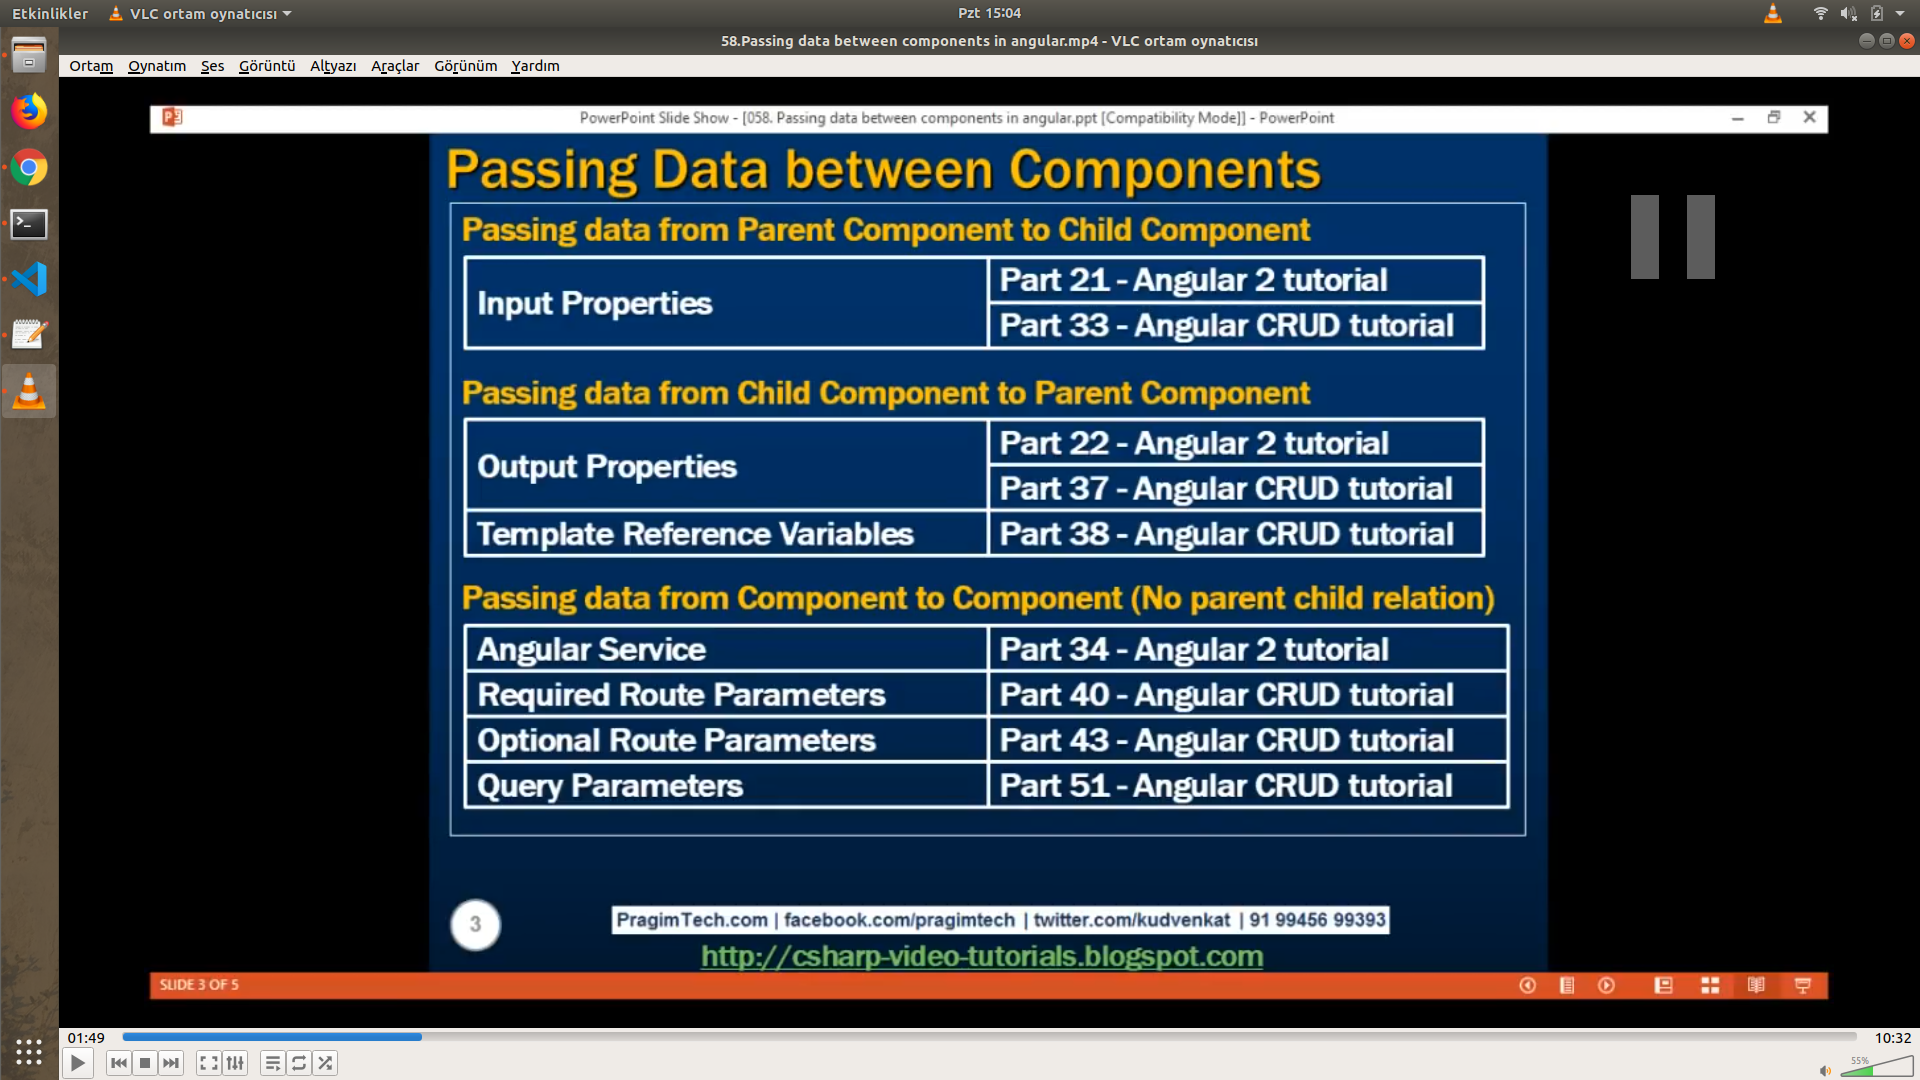 Etkinlikler
VLC ortam oynatıcısı
Pzt 15:04
58.Passing data between components in angular.mp4 - VLC ortam oynatıcısı
Ortam Oynatım Ses Görüntü Altyazı Araçlar Görünüm Yardım
PowerPoint Slide Show - [058. Passing data between components in angular.ppt [Compatibility Mode]] - PowerPoint
Passing Data between Components
Passing data from Parent Component to Child Component
Input Properties
Part 21 - Angular 2 tutorial
Part 33 - Angular CRUD tutorial
Passing data from Child Component to Parent Component
Output Properties
Part 22 - Angular 2 tutorial
Part 37 - Angular CRUD tutorial
Template Reference Variables
Part 38 - Angular CRUD tutorial
Passing data from Component to Component (No parent child relation)
Angular Service
Part 34 - Angular 2 tutorial
Required Route Parameters
Part 40 - Angular CRUD tutorial
Optional Route Parameters
Part 43 - Angular CRUD tutorial
Query Parameters
Part 51 - Angular CRUD tutorial
3
PragimTech.com | facebook.com/pragimtech | twitter.com/kudvenkat | 91 99456 99393
http://csharp-video-tutorials.blogspot.com
SLIDE 3 OF 5
01:49
10:32
55%